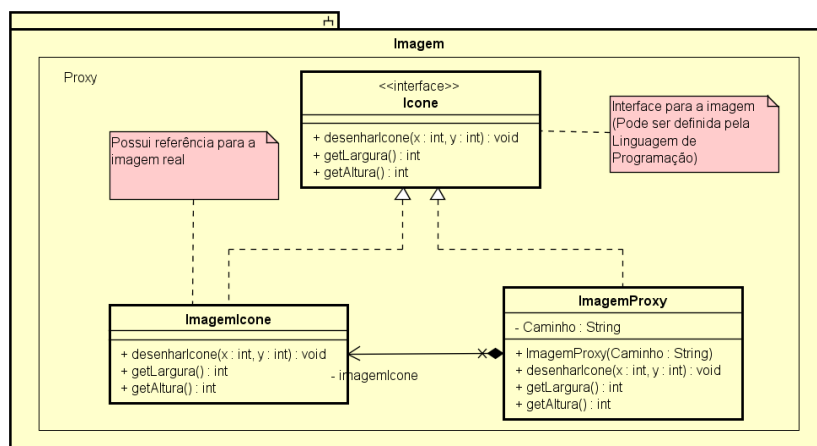 Imagem
Proxy
<<interface>>
Icone
+ desenharIcone(x : int, y : int) : void
+ getLargura() : int
+ getAltura() : int
Interface para a imagem
(Pode ser definida pela
Linguagem de
Programação)
Possui referência para a
imagem real
ImagemIcone
+ desenharIcone(x : int, y : int) : void
+ getLargura() : int
+ getAltura() : int
- imagemIcone
ImagemProxy
- Caminho : String
+ ImagemProxy(Caminho : String)
+ desenharIcone(x : int, y : int) : void
+ getLargura() : int
+ getAltura() : int